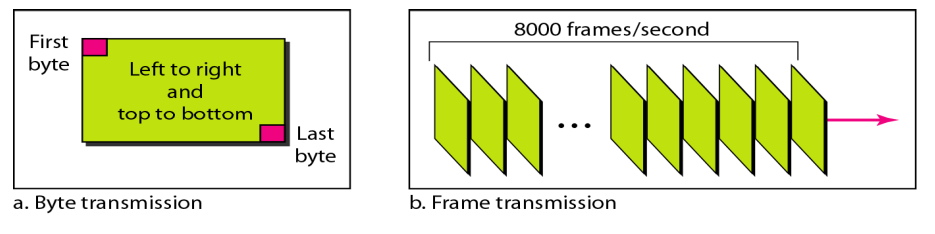 First
byte
Left to right
and
top to bottom
Last
byte
a. Byte transmission
8000 frames/second
...
b. Frame transmission